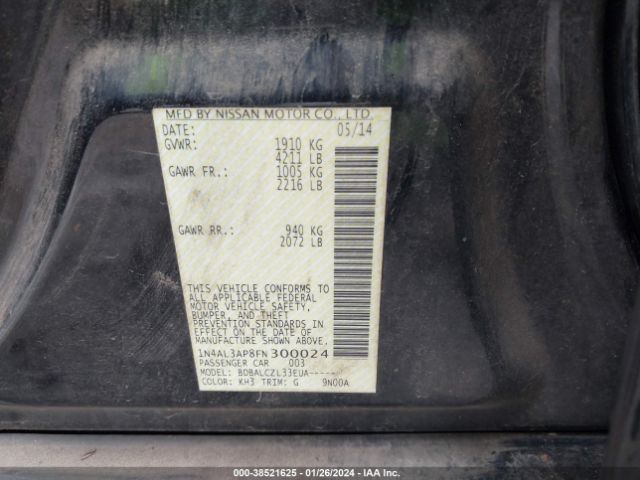 MFD BY NISSAN MOTOR CO., LTD.
DATE: 05/14
GVWR: 1910 KG
4211 LB
GAWR FR.: 1005 KG
2216 LB
GAWR RR.: 940 KG
2072 LB
THIS VEHICLE CONFORMS TO
ALL APPLICABLE FEDERAL
MOTOR VEHICLE SAFETY,
BUMPER, AND THEFT
PREVENTION STANDARDS IN
EFFECT ON THE DATE OF
MANUFACTURE SHOWN ABOVE.
1N4AL3AP8FN 300024
PASSENGER CAR 003
MODEL: BDBALCZL33EUA-----
COLOR: KH3 TRIM: G 9N00A
000-38521625 - 01/26/2024 - IAA Inc.